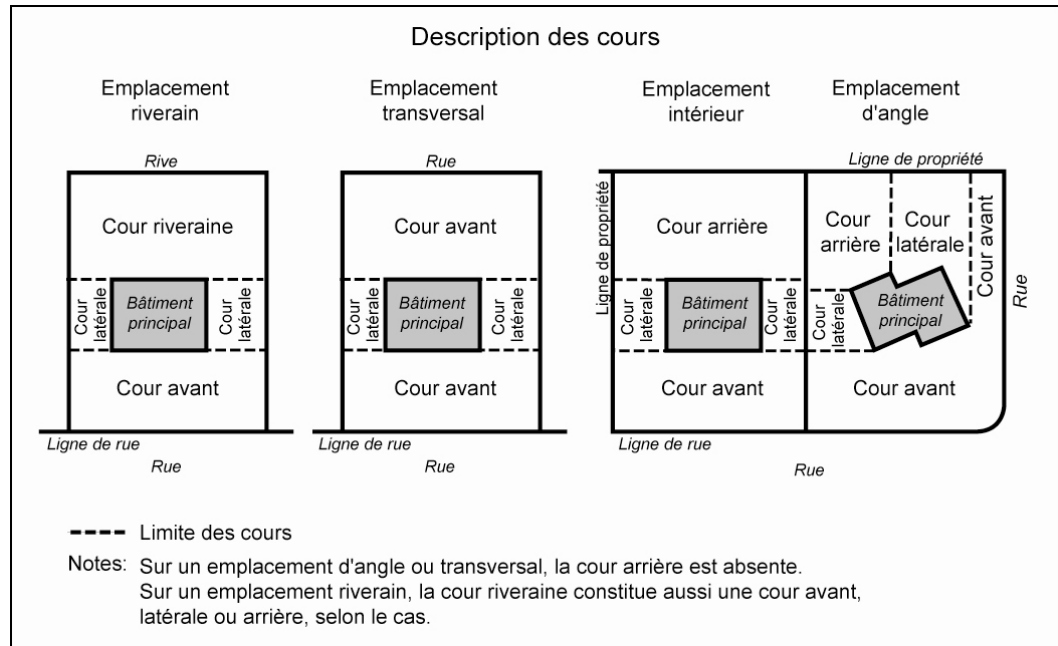 Description des cours
Emplacement
riverain
Rive
Cour riveraine
Cour
latérale
Bâtiment
principal
Cour
latérale
Cour avant
Ligne de rue
Rue
Emplacement
transversal
Rue
Cour avant
Cour
latérale
Bâtiment
principal
Cour
latérale
Cour avant
Ligne de rue
Rue
Emplacement
intérieur
Ligne de propriété
Cour arrière
Cour
latérale
Bâtiment
principal
Cour
latérale
Cour avant
Ligne de rue
Emplacement
d'angle
Ligne de propriété
Cour
arrière
Cour
latérale
Cour avant
Rue
Cour
latérale
Bâtiment
principal
Cour avant
Rue
Limite des cours
Notes: Sur un emplacement d'angle ou transversal, la cour arrière est absente.
Sur un emplacement riverain, la cour riveraine constitue aussi une cour avant,
latérale ou arrière, selon le cas.